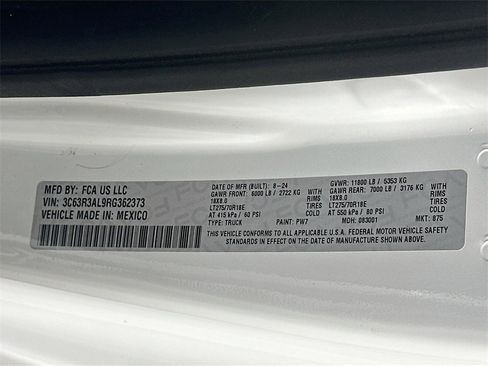 MFD BY: FCA US LLC
VIN: 3C63R3AL9RG362373
VEHICLE MADE IN: MEXICO
DATE OF MFR (BUILT): 8-24
GVWR: 11800 LB / 5353 KG
GAWR FRONT: 6000 LB / 2722 KG WITH
GAWR REAR: 7000 LB / 3176 KG WITH
18X8.0 RIMS
18X8.0 RIMS
LT275/70R18E TIRES
LT275/70R18E TIRES
AT 415 kPa / 60 PSI COLD
AT 550 kPa / 80 PSI COLD
TYPE: TRUCK PAINT: PW7 MDH: 083001 MKT: 875
THIS VEHICLE CONFORMS TO ALL APPLICABLE U.S.A. FEDERAL MOTOR VEHICLE SAFETY
STANDARDS IN EFFECT ON THE DATE OF MANUFACTURE SHOWN ABOVE.